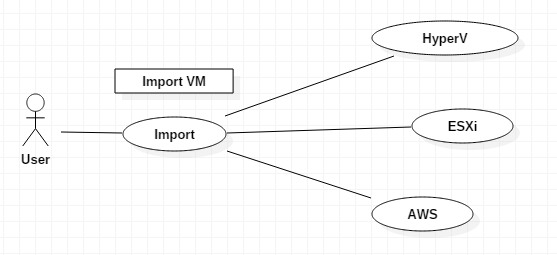 HyperV
Import VM
Import
ESXi
User
AWS